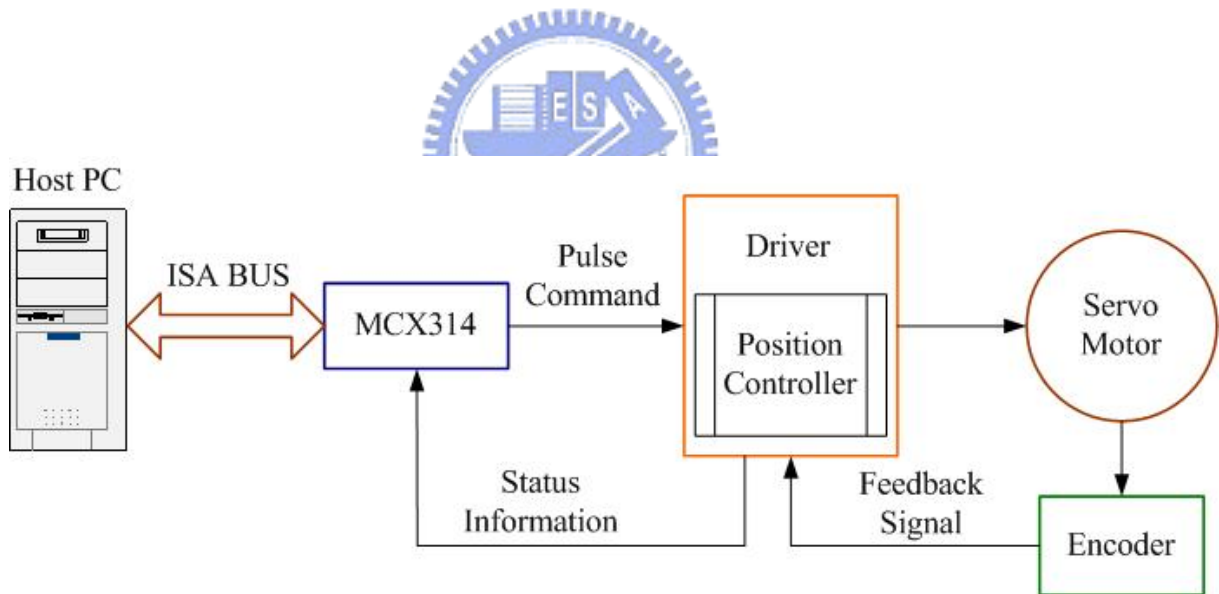 E S A
Host PC
ISA BUS
MCX314
Pulse
Command
Driver
Position
Controller
Servo
Motor
Status
Information
Feedback
Signal
Encoder